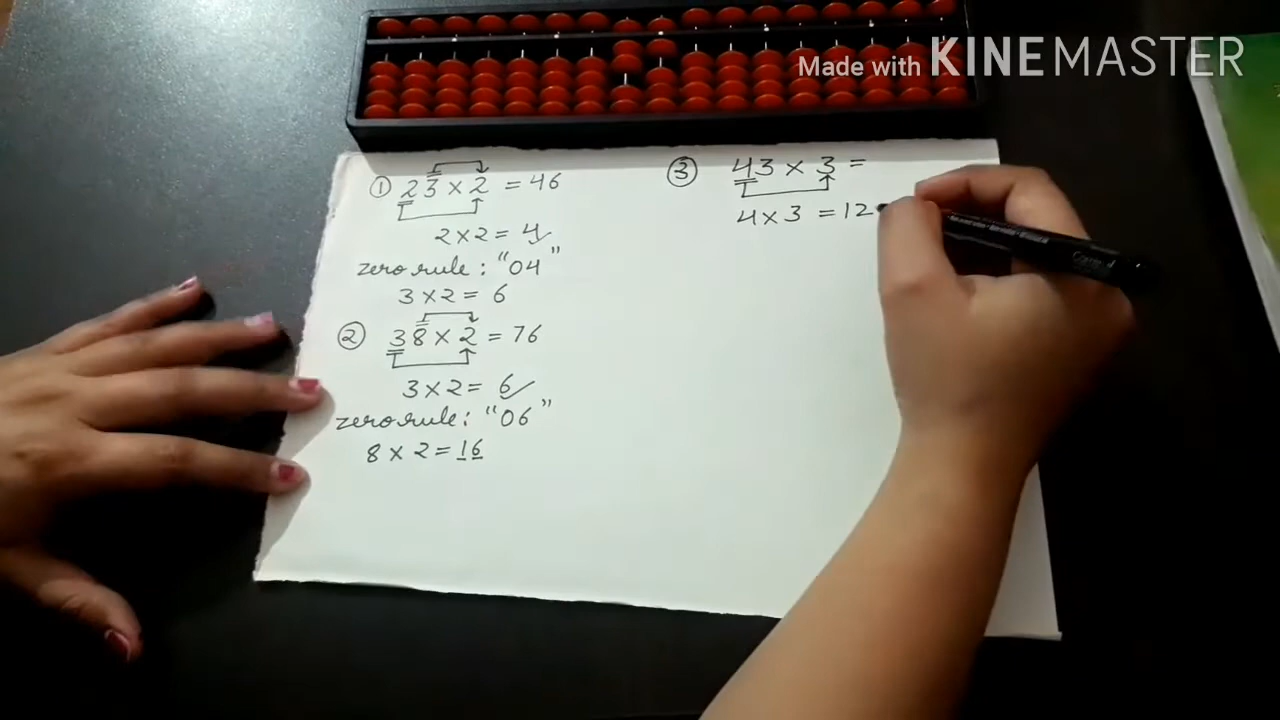 Made with KINEMASTER
① 23 × 2 = 46
2 × 2 = 4✓
zero rule : "04"
3 × 2 = 6
② 38 × 2 = 76
3 × 2 = 6✓
zero rule : "06"
8 × 2 = 16
③ 43 × 3 =
4 × 3 = 12